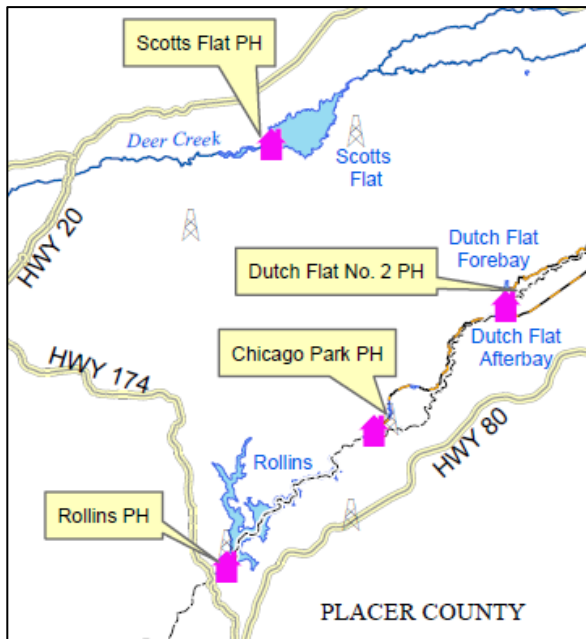 Scotts Flat PH
Deer Creek
Scotts
Flat
HWY 20
Dutch Flat
Forebay
Dutch Flat No. 2 PH
Dutch Flat
Afterbay
Chicago Park PH
HWY 174
HWY 80
Rollins
Rollins PH
PLACER COUNTY